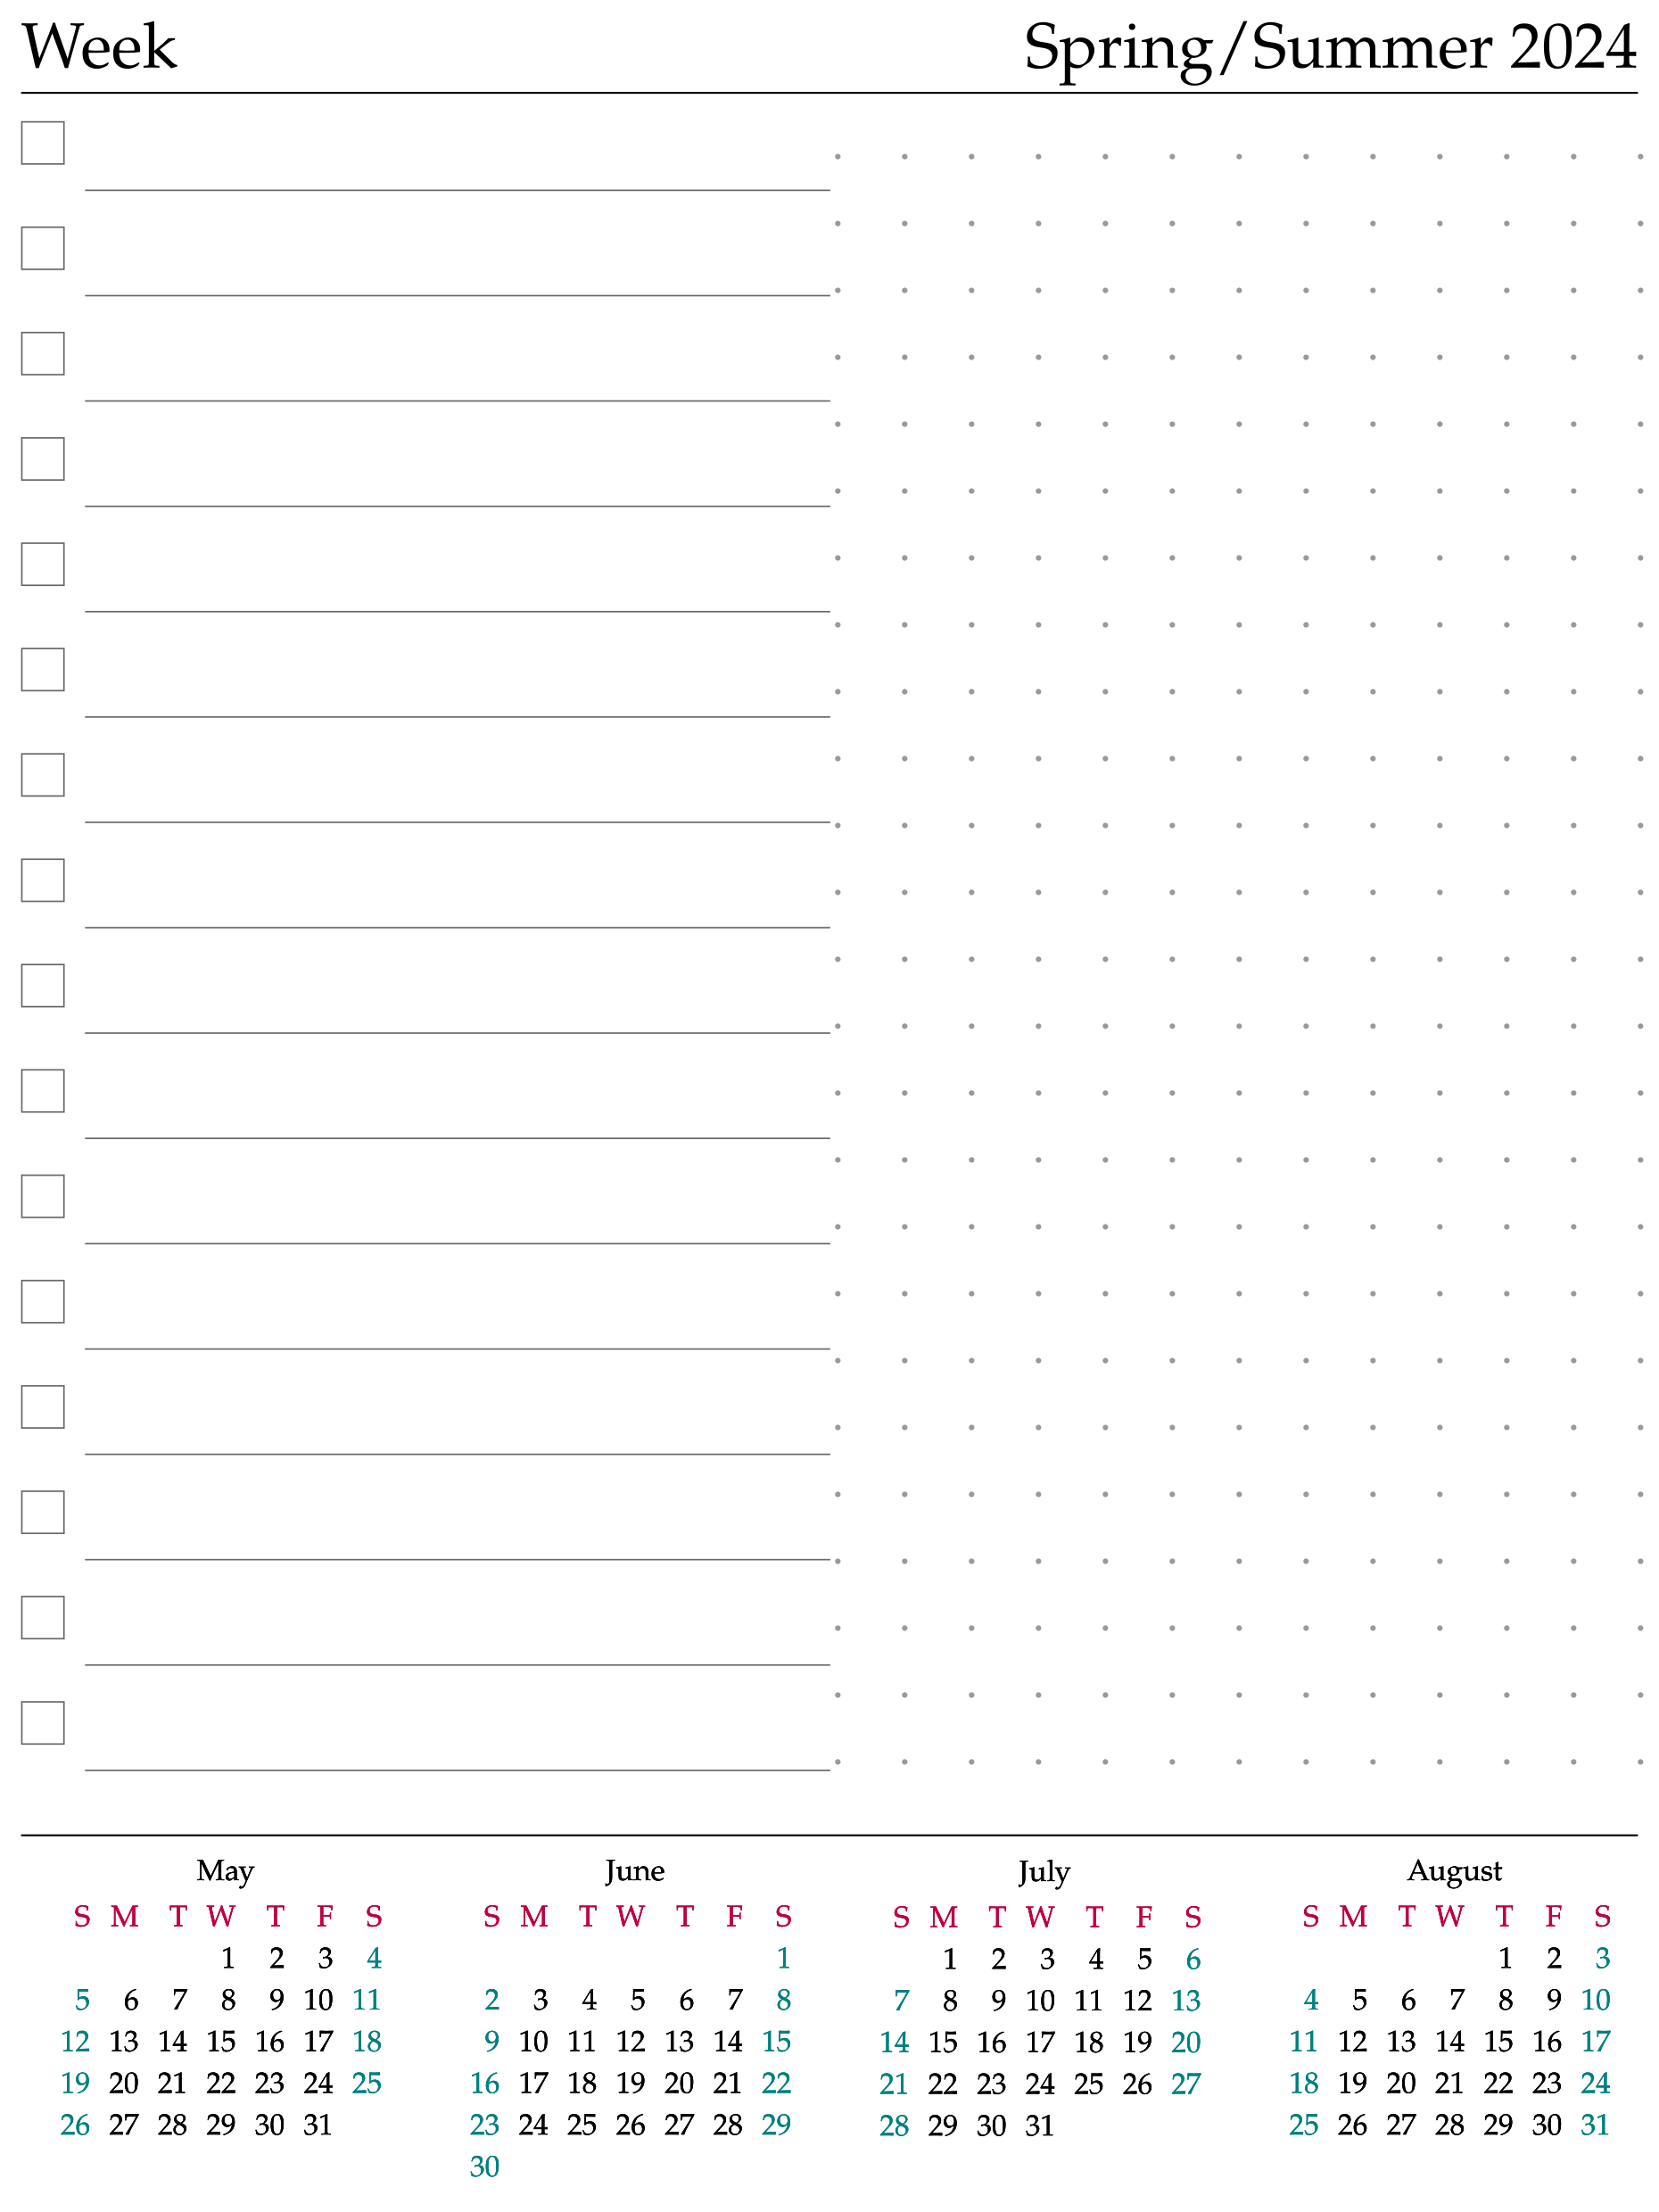 Week Spring/Summer 2024
May
S M T W T F S
1 2 3 4
5 6 7 8 9 10 11
12 13 14 15 16 17 18
19 20 21 22 23 24 25
26 27 28 29 30 31
June
S M T W T F S
1
2 3 4 5 6 7 8
9 10 11 12 13 14 15
16 17 18 19 20 21 22
23 24 25 26 27 28 29
30
July
S M T W T F S
1 2 3 4 5 6
7 8 9 10 11 12 13
14 15 16 17 18 19 20
21 22 23 24 25 26 27
28 29 30 31
August
S M T W T F S
1 2 3
4 5 6 7 8 9 10
11 12 13 14 15 16 17
18 19 20 21 22 23 24
25 26 27 28 29 30 31